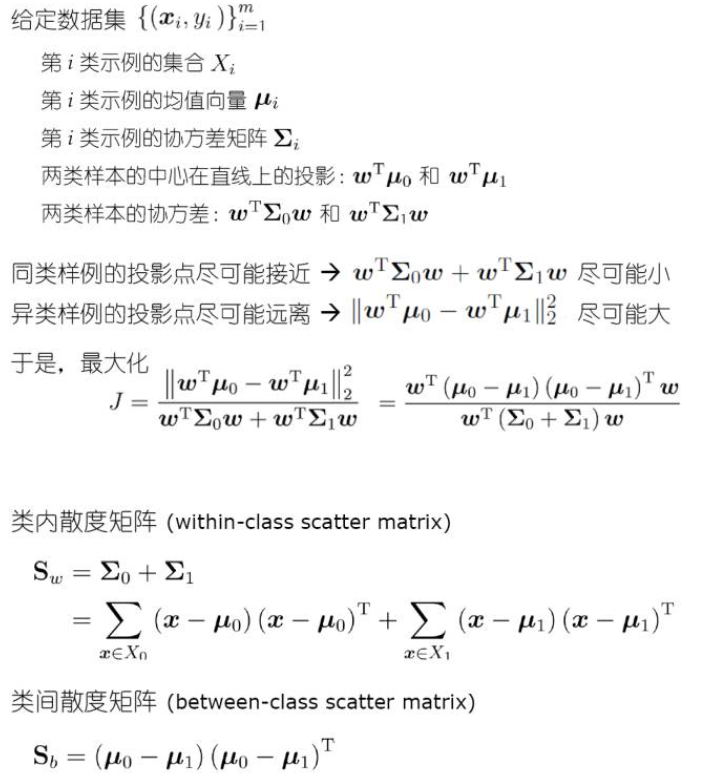 给定数据集 $\{(\boldsymbol{x}_i, y_i)\}_{i=1}^{m}$
第 $i$ 类示例的集合 $X_i$
第 $i$ 类示例的均值向量 $\boldsymbol{\mu}_i$
第 $i$ 类示例的协方差矩阵 $\boldsymbol{\Sigma}_i$
两类样本的中心在直线上的投影: $\boldsymbol{w}^{\mathrm{T}}\boldsymbol{\mu}_0$ 和 $\boldsymbol{w}^{\mathrm{T}}\boldsymbol{\mu}_1$
两类样本的协方差: $\boldsymbol{w}^{\mathrm{T}}\boldsymbol{\Sigma}_0\boldsymbol{w}$ 和 $\boldsymbol{w}^{\mathrm{T}}\boldsymbol{\Sigma}_1\boldsymbol{w}$
同类样例的投影点尽可能接近 → $\boldsymbol{w}^{\mathrm{T}}\boldsymbol{\Sigma}_0\boldsymbol{w} + \boldsymbol{w}^{\mathrm{T}}\boldsymbol{\Sigma}_1\boldsymbol{w}$ 尽可能小
异类样例的投影点尽可能远离 → $\|\boldsymbol{w}^{\mathrm{T}}\boldsymbol{\mu}_0 - \boldsymbol{w}^{\mathrm{T}}\boldsymbol{\mu}_1\|_2^2$ 尽可能大
于是，最大化
$J = \frac{\|\boldsymbol{w}^{\mathrm{T}}\boldsymbol{\mu}_0 - \boldsymbol{w}^{\mathrm{T}}\boldsymbol{\mu}_1\|_2^2}{\boldsymbol{w}^{\mathrm{T}}\boldsymbol{\Sigma}_0\boldsymbol{w} + \boldsymbol{w}^{\mathrm{T}}\boldsymbol{\Sigma}_1\boldsymbol{w}} = \frac{\boldsymbol{w}^{\mathrm{T}}(\boldsymbol{\mu}_0 - \boldsymbol{\mu}_1)(\boldsymbol{\mu}_0 - \boldsymbol{\mu}_1)^{\mathrm{T}}\boldsymbol{w}}{\boldsymbol{w}^{\mathrm{T}}(\boldsymbol{\Sigma}_0 + \boldsymbol{\Sigma}_1)\boldsymbol{w}}$
类内散度矩阵 (within-class scatter matrix)
$\mathbf{S}_w = \boldsymbol{\Sigma}_0 + \boldsymbol{\Sigma}_1$
$= \sum_{\boldsymbol{x} \in X_0} (\boldsymbol{x} - \boldsymbol{\mu}_0)(\boldsymbol{x} - \boldsymbol{\mu}_0)^{\mathrm{T}} + \sum_{\boldsymbol{x} \in X_1} (\boldsymbol{x} - \boldsymbol{\mu}_1)(\boldsymbol{x} - \boldsymbol{\mu}_1)^{\mathrm{T}}$
类间散度矩阵 (between-class scatter matrix)
$\mathbf{S}_b = (\boldsymbol{\mu}_0 - \boldsymbol{\mu}_1)(\boldsymbol{\mu}_0 - \boldsymbol{\mu}_1)^{\mathrm{T}}$